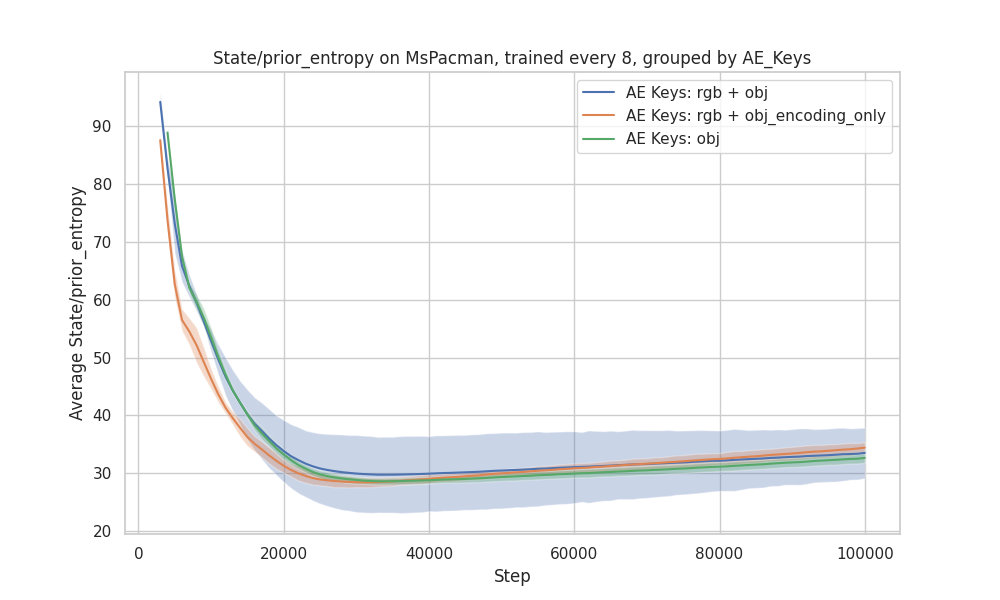 State/prior_entropy on MsPacman, trained every 8, grouped by AE_Keys
AE Keys: rgb + obj
AE Keys: rgb + obj_encoding_only
AE Keys: obj
Average State/prior_entropy
90
80
70
60
50
40
30
20
0
20000
40000
60000
80000
100000
Step